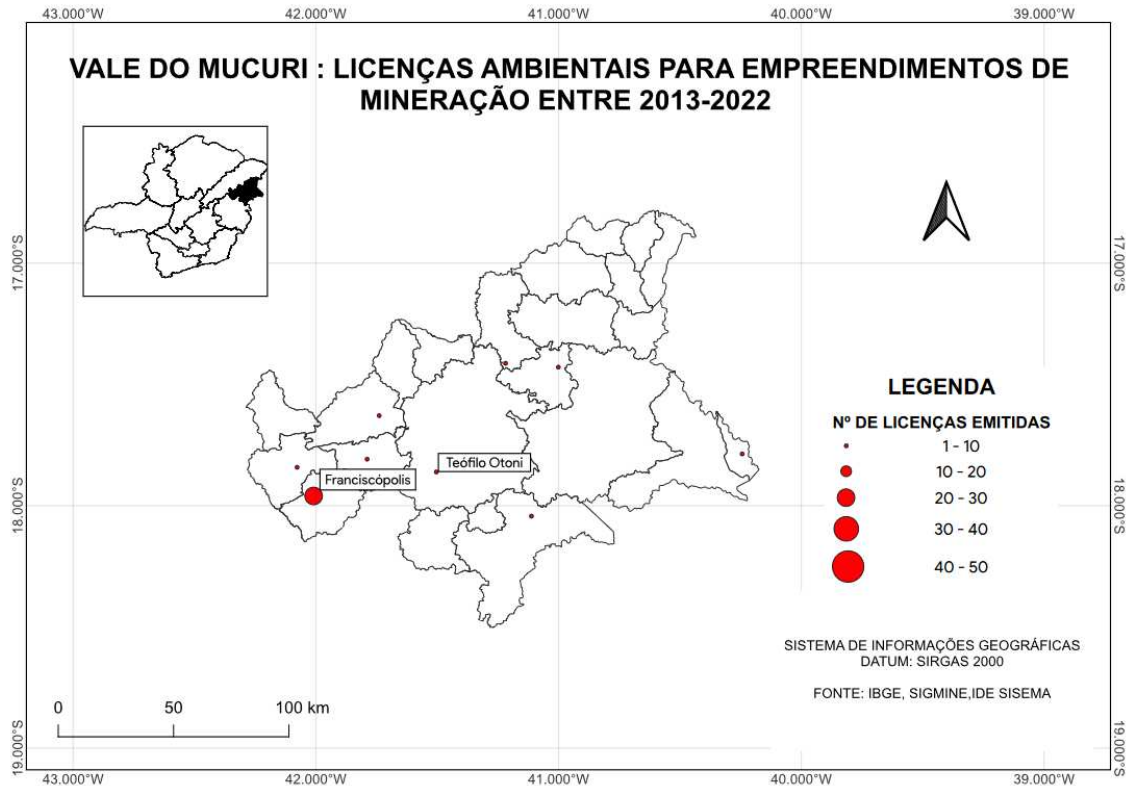 43.000°W 42.000°W 41.000°W 40.000°W 39.000°W
VALE DO MUCURI : LICENÇAS AMBIENTAIS PARA EMPREENDIMENTOS DE
MINERAÇÃO ENTRE 2013-2022
17.000°S
17.000°S
Teófilo Otoni
Franciscópolis
18.000°S
18.000°S
LEGENDA
Nº DE LICENÇAS EMITIDAS
1 - 10
10 - 20
20 - 30
30 - 40
40 - 50
SISTEMA DE INFORMAÇÕES GEOGRÁFICAS
DATUM: SIRGAS 2000
FONTE: IBGE, SIGMINE,IDE SISEMA
0 50 100 km
19.000°S
19.000°S
43.000°W 42.000°W 41.000°W 40.000°W 39.000°W